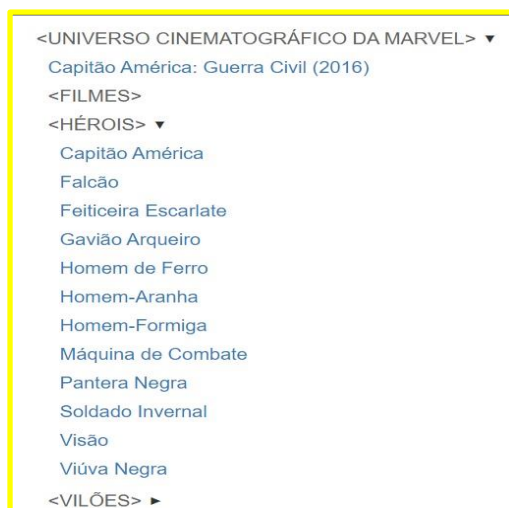 <UNIVERSO CINEMATOGRÁFICO DA MARVEL> ▼
Capitão América: Guerra Civil (2016)
<FILMES>
<HÉROIS> ▼
Capitão América
Falcão
Feiticeira Escarlate
Gavião Arqueiro
Homem de Ferro
Homem-Aranha
Homem-Formiga
Máquina de Combate
Pantera Negra
Soldado Invernal
Visão
Viúva Negra
<VILÕES> ►